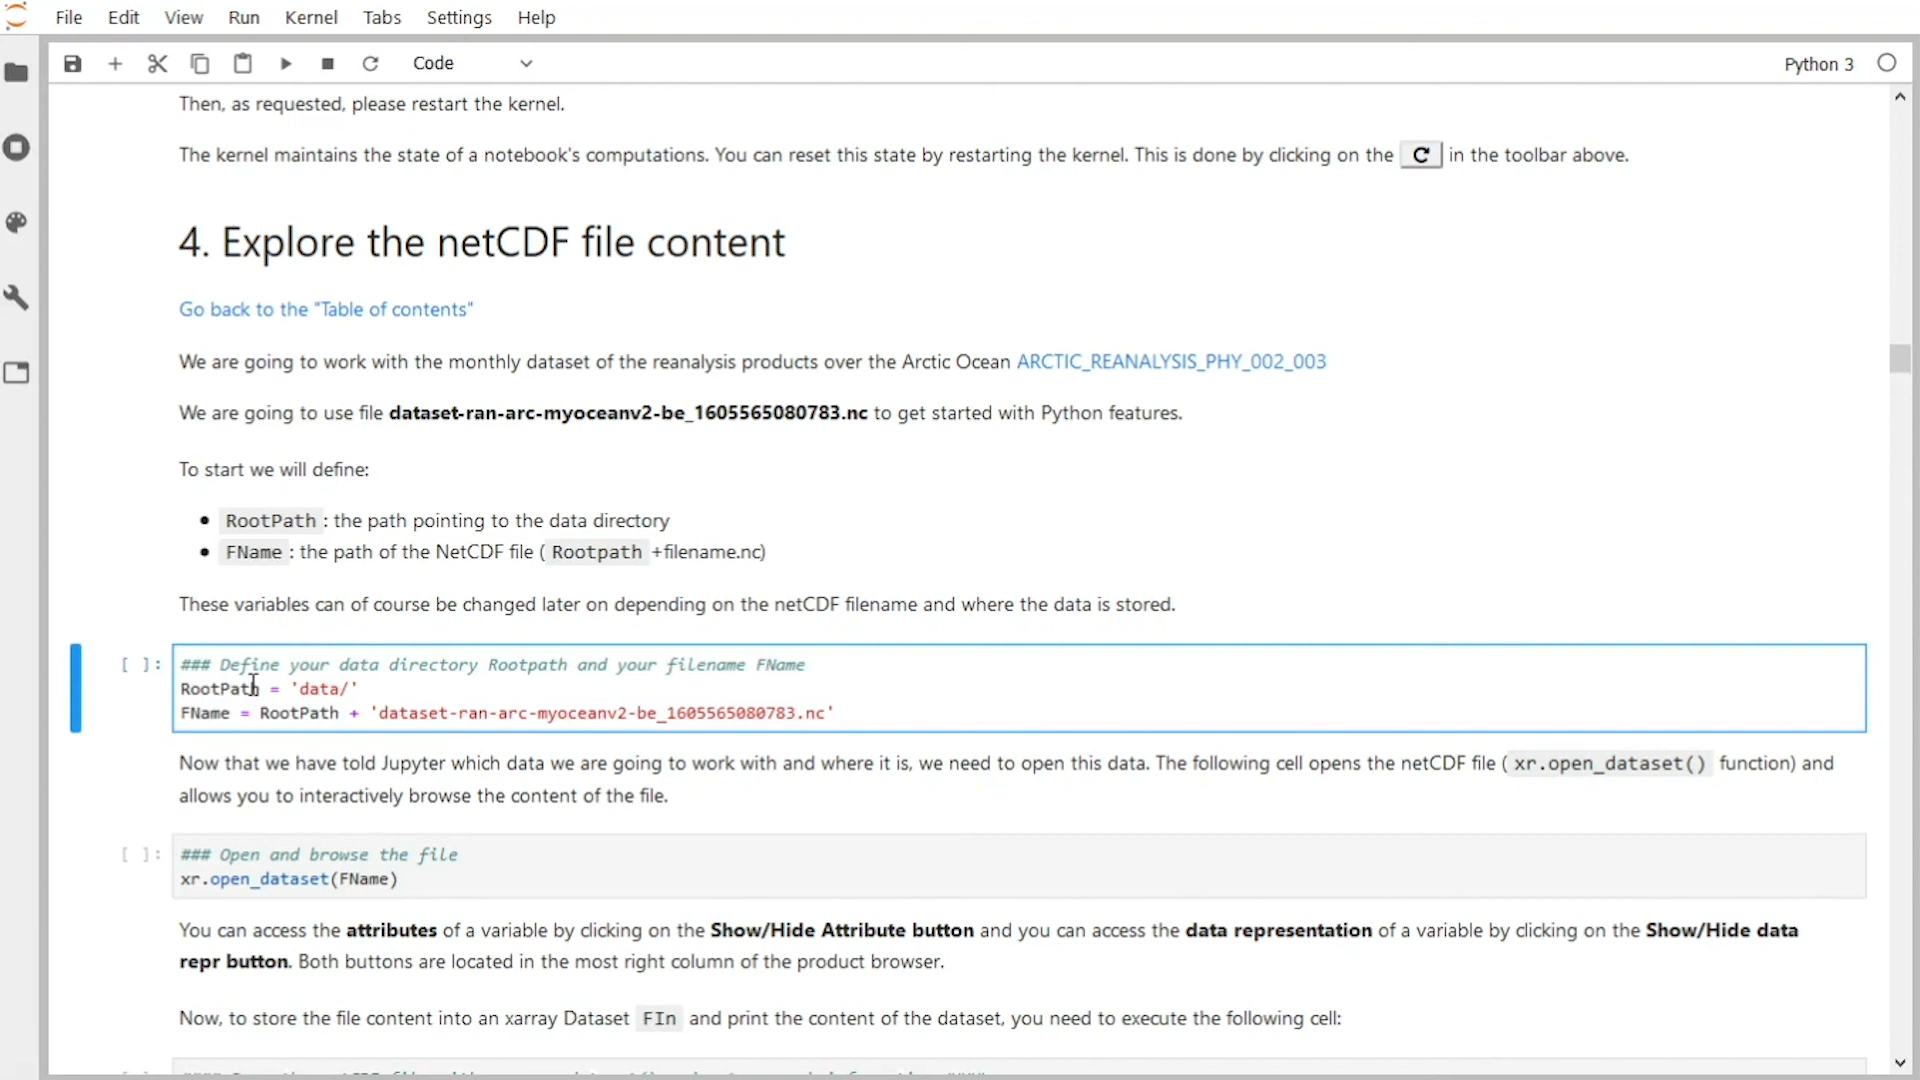 File Edit View Run Kernel Tabs Settings Help
Code
Python 3
Then, as requested, please restart the kernel.
The kernel maintains the state of a notebook's computations. You can reset this state by restarting the kernel. This is done by clicking on the in the toolbar above.
4. Explore the netCDF file content
Go back to the "Table of contents"
We are going to work with the monthly dataset of the reanalysis products over the Arctic Ocean ARCTIC_REANALYSIS_PHY_002_003
We are going to use file dataset-ran-arc-myoceanv2-be_1605565080783.nc to get started with Python features.
To start we will define:
• RootPath : the path pointing to the data directory
• FName : the path of the NetCDF file ( Rootpath +filename.nc)
These variables can of course be changed later on depending on the netCDF filename and where the data is stored.
[ ]: ### Define your data directory Rootpath and your filename FName
RootPath = 'data/'
FName = RootPath + 'dataset-ran-arc-myoceanv2-be_1605565080783.nc'
Now that we have told Jupyter which data we are going to work with and where it is, we need to open this data. The following cell opens the netCDF file ( xr.open_dataset() function) and
allows you to interactively browse the content of the file.
[ ]: ### Open and browse the file
xr.open_dataset(FName)
You can access the attributes of a variable by clicking on the Show/Hide Attribute button and you can access the data representation of a variable by clicking on the Show/Hide data
repr button. Both buttons are located in the most right column of the product browser.
Now, to store the file content into an xarray Dataset FIn and print the content of the dataset, you need to execute the following cell: